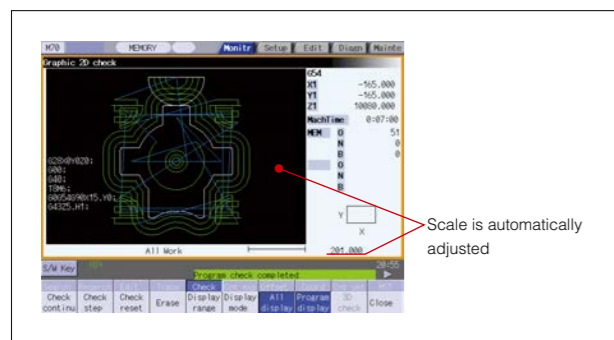 M70 MEMORY Monitr Setup Edit Diagn Mainte
Graphic 2D check
G54
X1 -165.000
Y1 -165.000
Z1 10080.000
MachTime 0:07:00
MEM O 51
N 0
B 0
O
N
B
G28X0Y0Z0;
G00;
G40;
T8M6;
G43Z5.H1;
Y
X
All Work 201.000
Scale is automatically
adjusted
S/W Key 20:55
Program check completed
Check
Check continu
Check step
Check reset
Erase
Display range
Display mode
All display
Program display
3D check
Close